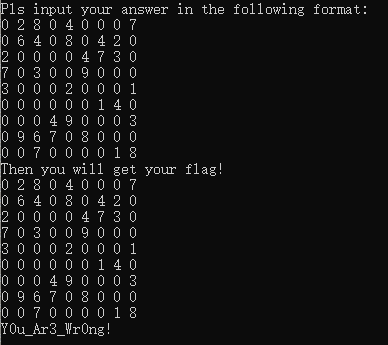 Pls input your answer in the following format:
0 2 8 0 4 0 0 0 7
0 6 4 0 8 0 4 2 0
2 0 0 0 0 4 7 3 0
7 0 3 0 0 9 0 0 0
3 0 0 0 2 0 0 0 1
0 0 0 0 0 0 1 4 0
0 0 0 4 9 0 0 0 3
0 9 6 7 0 8 0 0 0
0 0 7 0 0 0 0 1 8
Then you will get your flag!
0 2 8 0 4 0 0 0 7
0 6 4 0 8 0 4 2 0
2 0 0 0 0 4 7 3 0
7 0 3 0 0 9 0 0 0
3 0 0 0 2 0 0 0 1
0 0 0 0 0 0 1 4 0
0 0 0 4 9 0 0 0 3
0 9 6 7 0 8 0 0 0
0 0 7 0 0 0 0 1 8
Y0u_Ar3_Wr0ng!